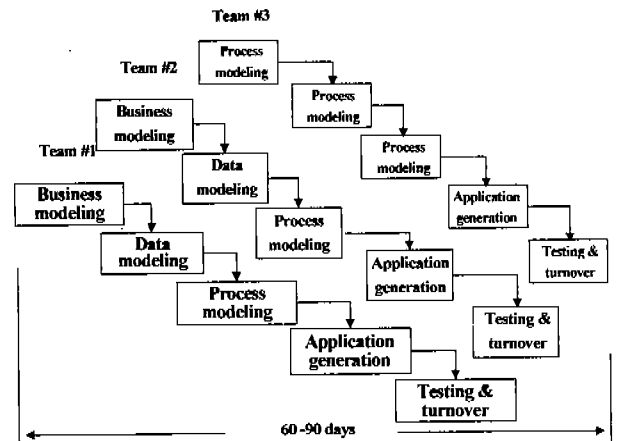 Team #3
Process
modeling
Process
modeling
Process
modeling
Application
generation
Testing &
turnover
Team #2
Business
modeling
Data
modeling
Process
modeling
Application
generation
Testing &
turnover
Team #1
Business
modeling
Data
modeling
Process
modeling
Application
generation
Testing &
turnover
60-90 days